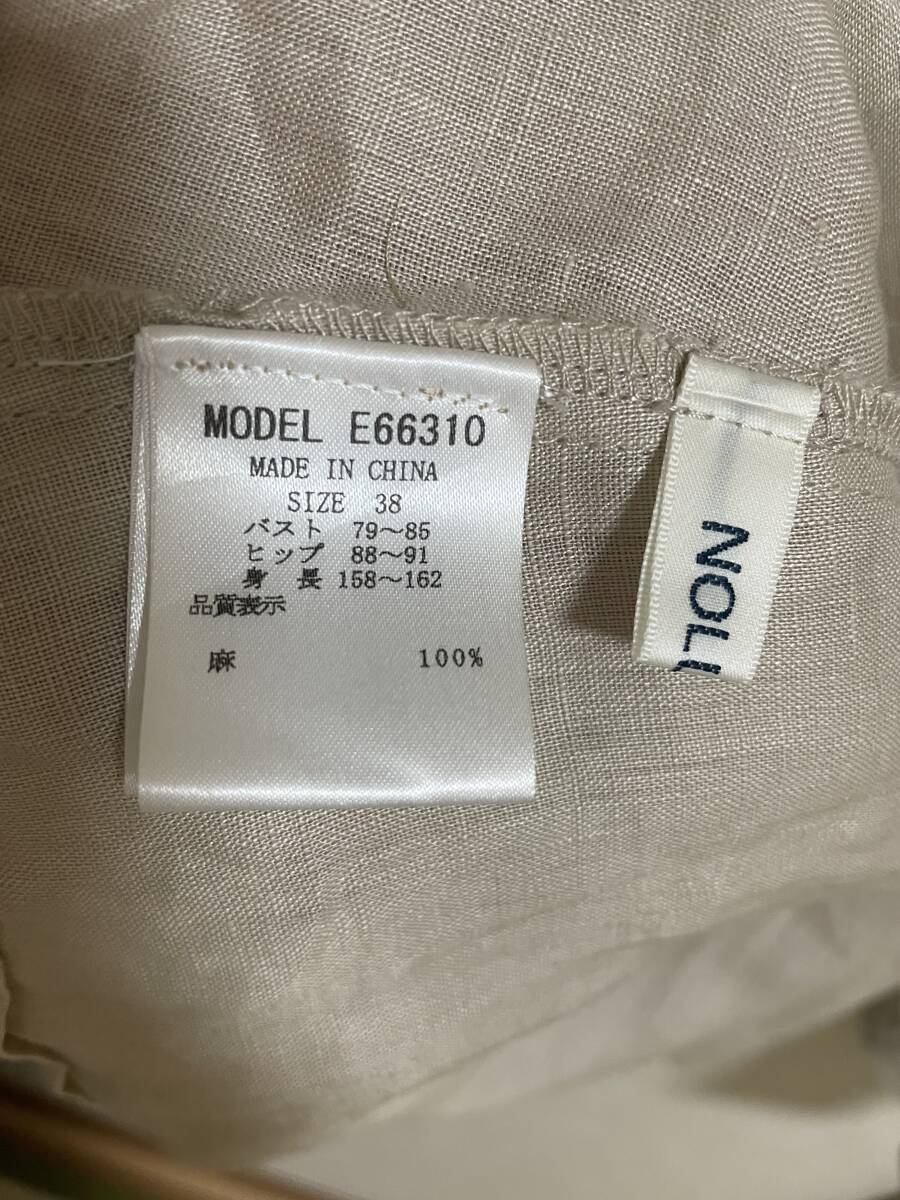 MODEL E66310
MADE IN CHINA
SIZE 38
バスト 79～85
ヒップ 88～91
身 長 158～162
品質表示
麻 100%
NOL